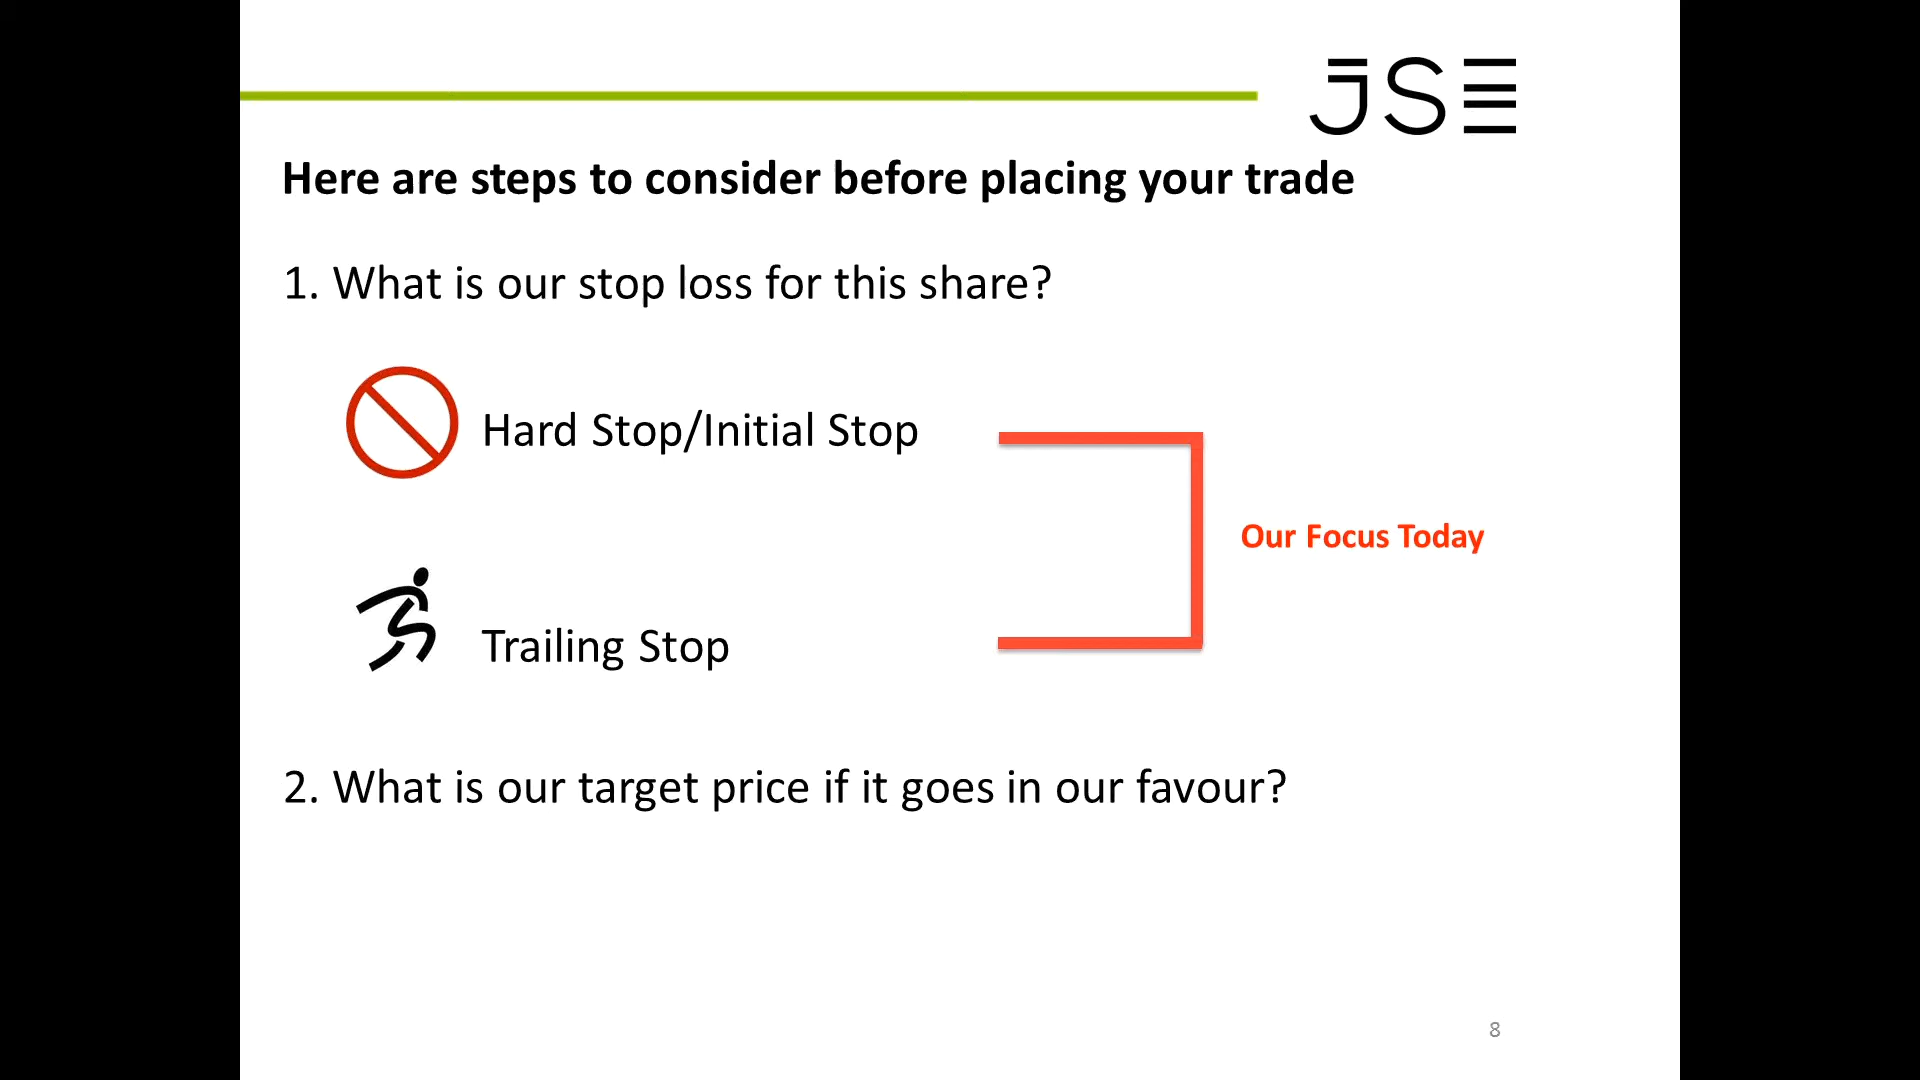 JSE
Here are steps to consider before placing your trade
1. What is our stop loss for this share?
Hard Stop/Initial Stop
Our Focus Today
Trailing Stop
2. What is our target price if it goes in our favour?
8